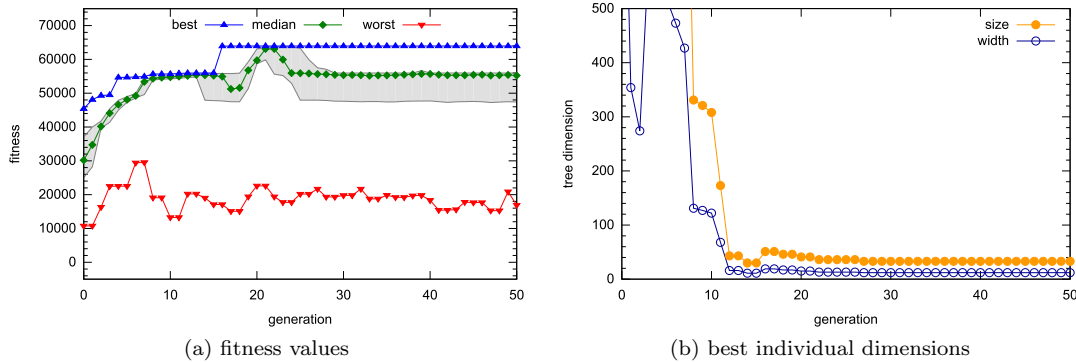 70000
60000
50000
40000
30000
20000
10000
0
fitness
best median worst
0 10 20 30 40 50
generation
(a) fitness values
500
400
300
200
100
0
tree dimension
size
width
0 10 20 30 40 50
generation
(b) best individual dimensions